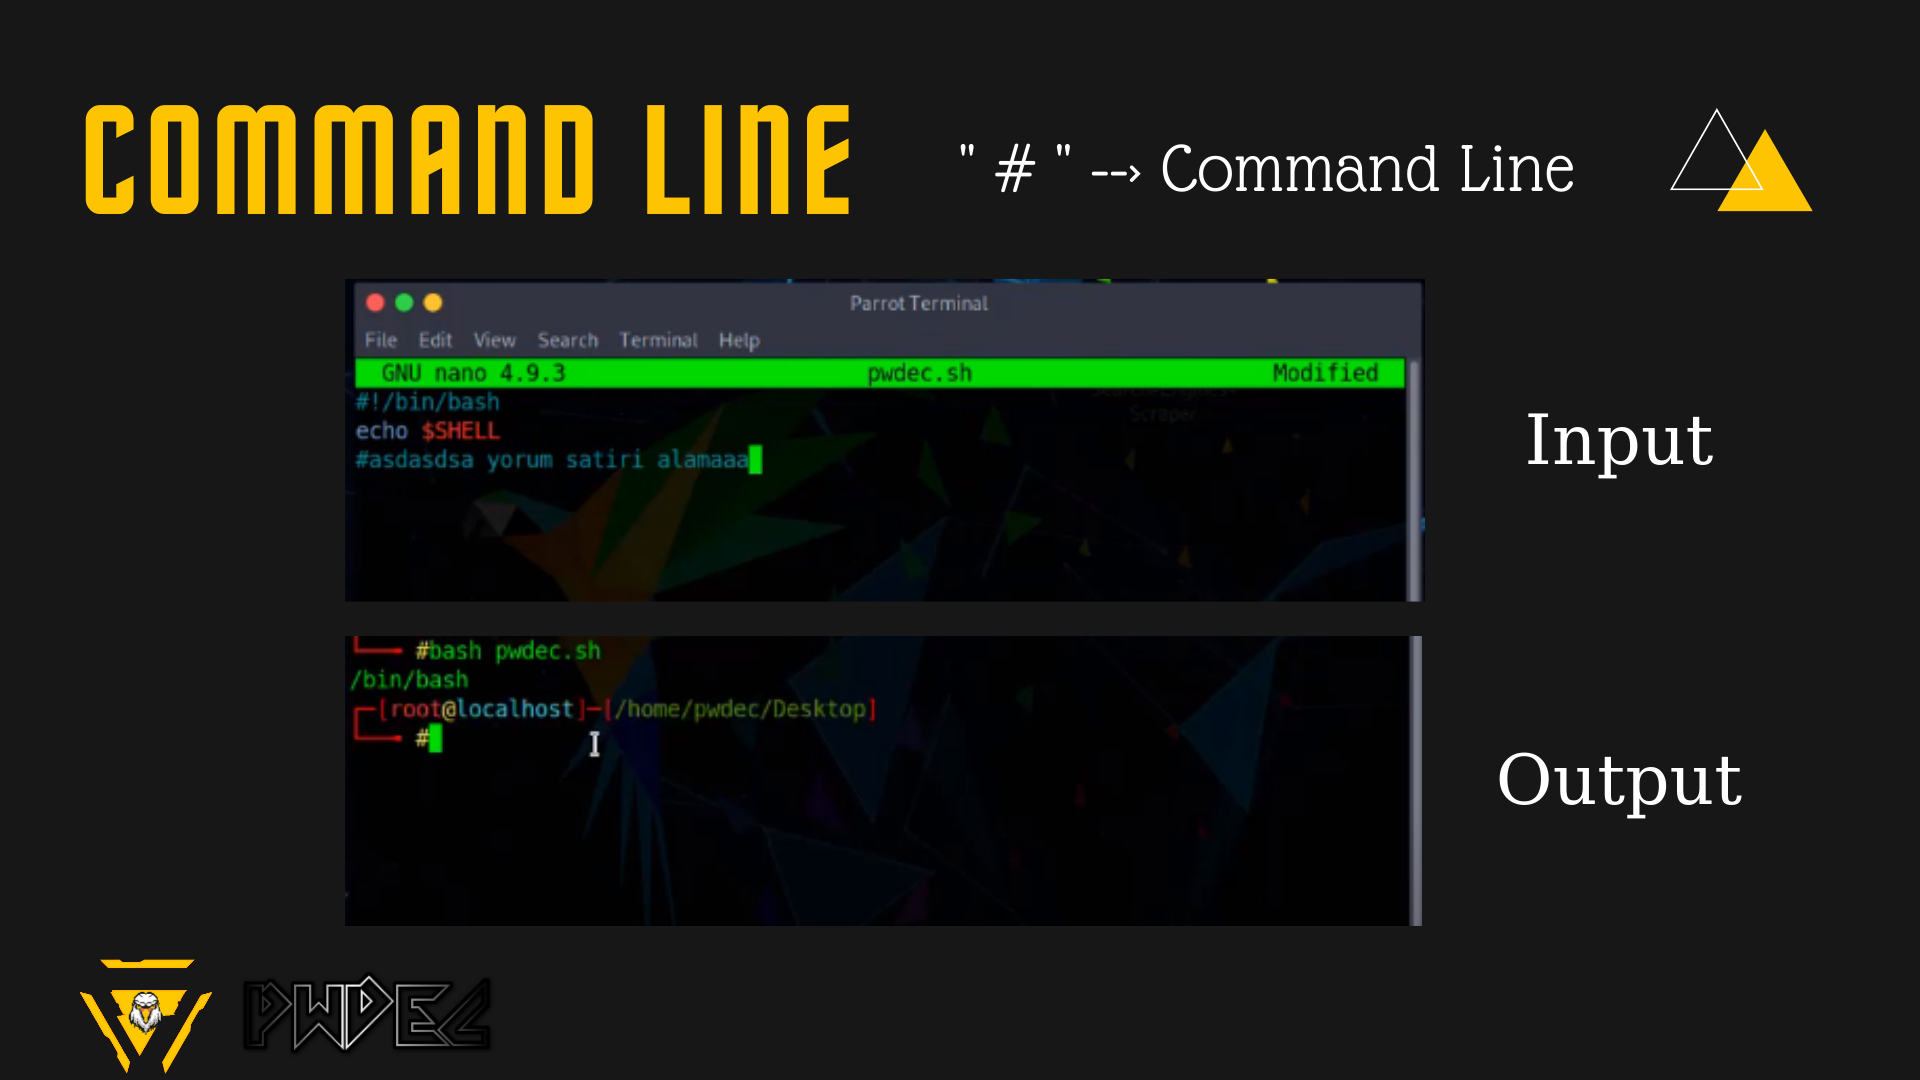 COMMAND LINE
" # " --> Command Line
Parrot Terminal
File Edit View Search Terminal Help
GNU nano 4.9.3 pwdec.sh Modified
#!/bin/bash
echo $SHELL
#asdasdsa yorum satiri alamaaa
Scraper
Input
#bash pwdec.sh
/bin/bash
[root@localhost]─[/home/pwdec/Desktop]
#
Output
PWDEC